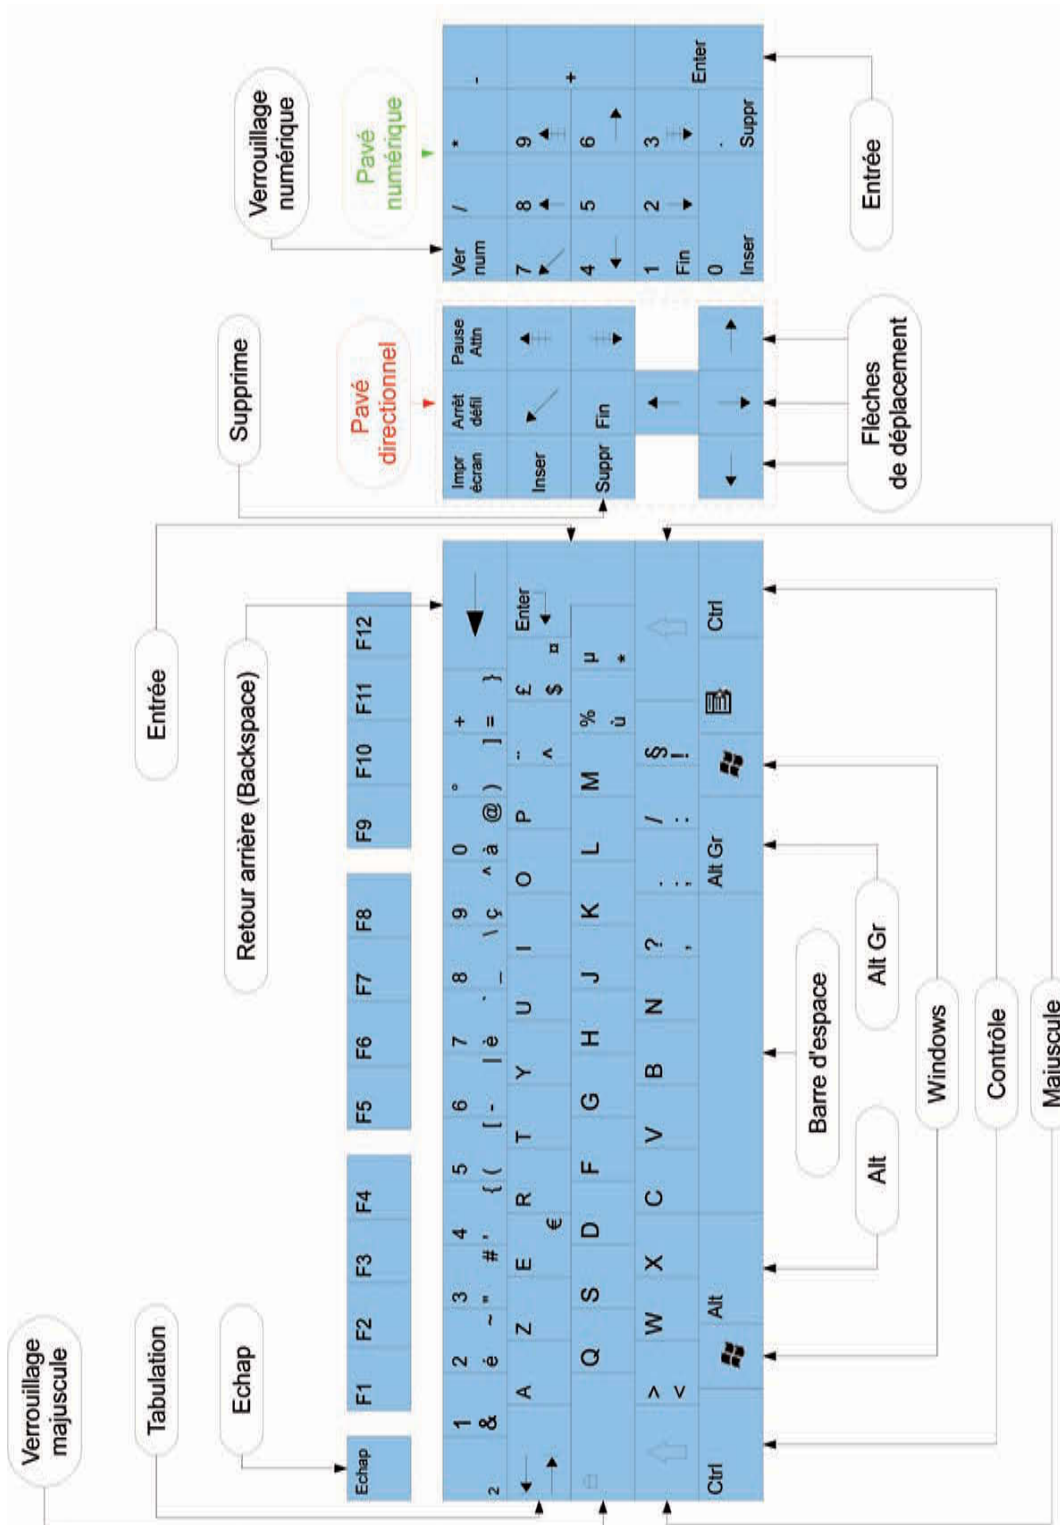 Verrouillage
majuscule
Tabulation
Echap
Retour arrière (Backspace)
Entrée
Supprime
Verrouillage
numérique
Pavé
directionnel
Pavé
numérique
Echap
F1 F2 F3 F4
F5 F6 F7 F8
F9 F10 F11 F12
2
1
&
2
é ~
3
" #
4
' {
5
( [
6
- |
7
è `
8
_ \
9
ç ^
0
à @
°
) ]
+
= }
A Z E € R T Y U I O P
¨
^
£
$ ¤
Enter
Q S D F G H J K L M
%
ù
µ
*
>
<
W X C V B N
?
,
.
;
/
:
§
!
Ctrl Alt Alt Gr Ctrl
Impr
écran
Arrêt
défil
Pause
Attn
Inser
Suppr Fin
Ver
num
/ * -
7 8 9 +
4 5 6
1
Fin
2 3
Enter
0
Inser
.
Suppr
Barre d'espace
Flèches
de déplacement
Entrée
Alt
Alt Gr
Windows
Contrôle
Majuscule